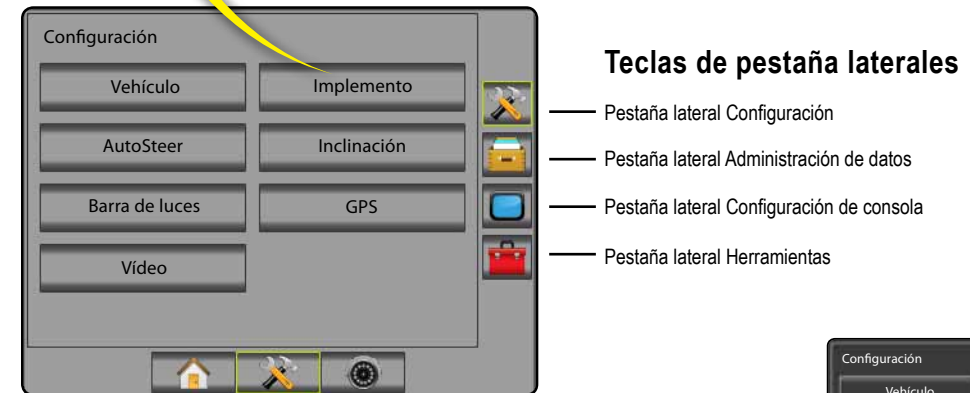 Configuración
Vehículo
Implemento
AutoSteer
Inclinación
Barra de luces
GPS
Vídeo
Teclas de pestaña laterales
Pestaña lateral Configuración
Pestaña lateral Administración de datos
Pestaña lateral Configuración de consola
Pestaña lateral Herramientas
Configuración
Vehículo